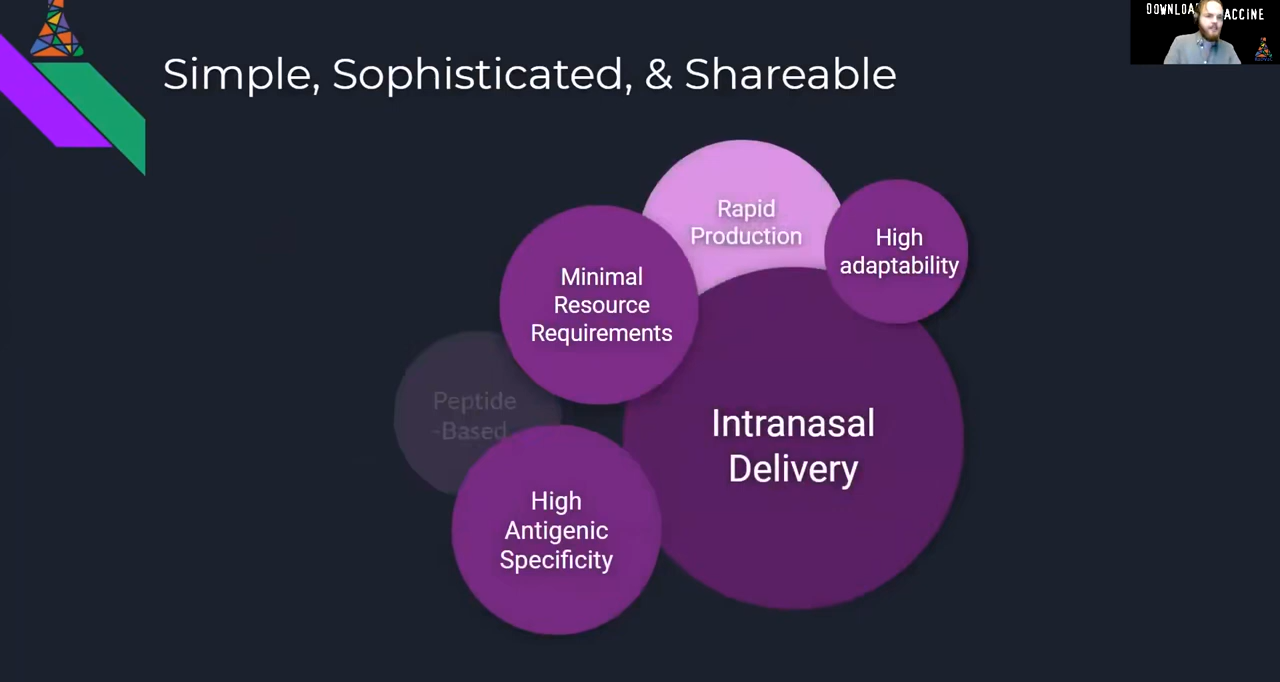 Simple, Sophisticated, & Shareable
Rapid
Production
High
adaptability
Minimal
Resource
Requirements
Peptide
-Based
Intranasal
Delivery
High
Antigenic
Specificity